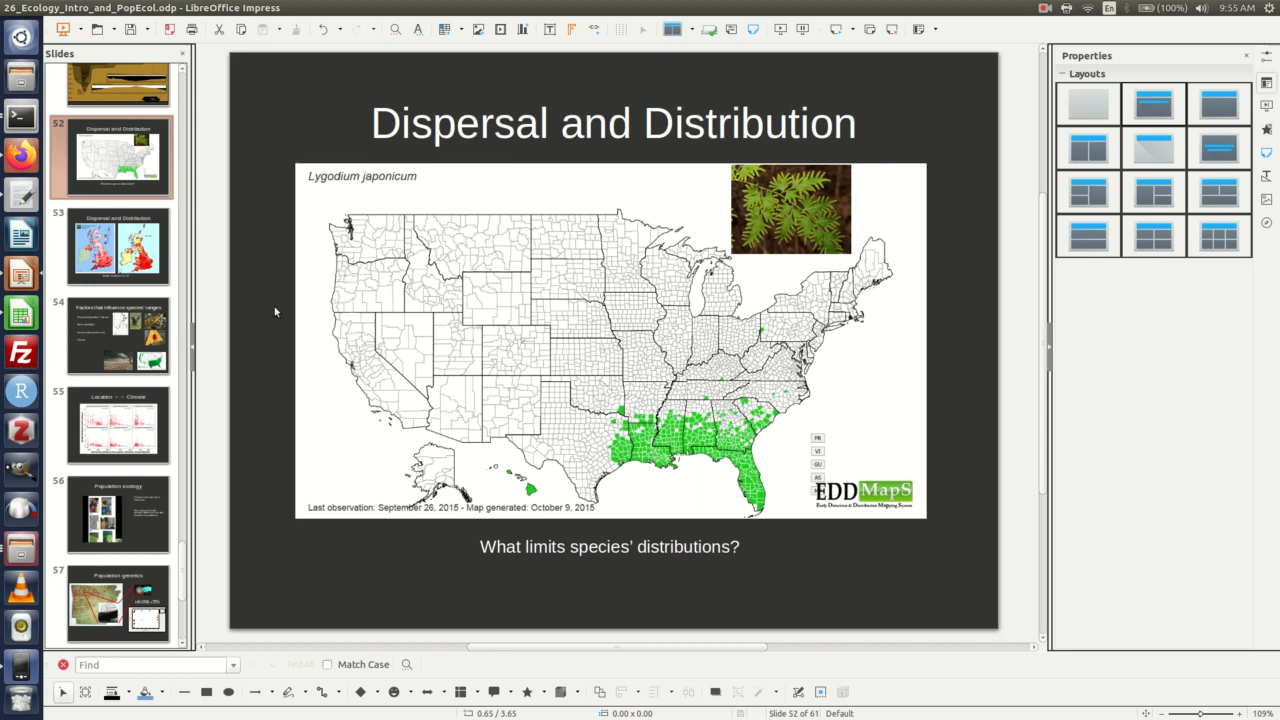 26_Ecology_Intro_and_PopEcol.odp - LibreOffice Impress
En
(100%)
9:55 AM
Slides
52
Dispersal and Distribution
53
Dispersal and Distribution
54
Factors that influence species' ranges
55
Location
Climate
56
Population ecology
57
Population genetics
Dispersal and Distribution
Lygodium japonicum
PR
VI
GU
AS
EDDMapS
Early Detection & Distribution Mapping System
Last observation: September 26, 2015 - Map generated: October 9, 2015
What limits species’ distributions?
Properties
Layouts
Find
Find All
Match Case
0.65 / 3.65
0.00 x 0.00
Slide 52 of 61
Default
109%